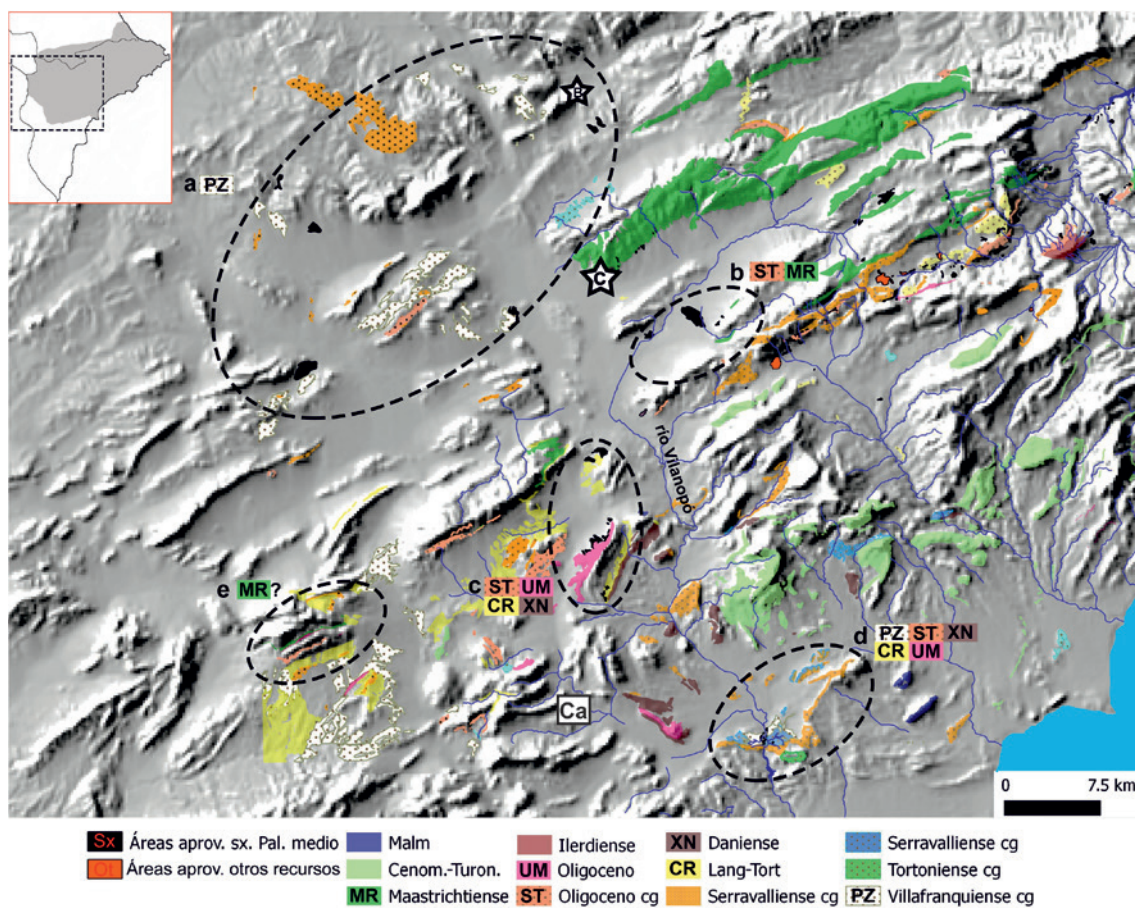 E
a PZ
C
b ST MR
río Vilanopó
e MR?
c ST UM
CR XN
d PZ ST XN
CR UM
Ca
0 7.5 km
Sx Áreas aprov. sx. Pal. medio
Ot Áreas aprov. otros recursos
Malm
Cenom.-Turon.
MR Maastrichtiense
Ilerdiense
UM Oligoceno
ST Oligoceno cg
XN Daniense
CR Lang-Tort
Serravalliense cg
Serravalliense cg
Tortoniense cg
PZ Villafranquiense cg